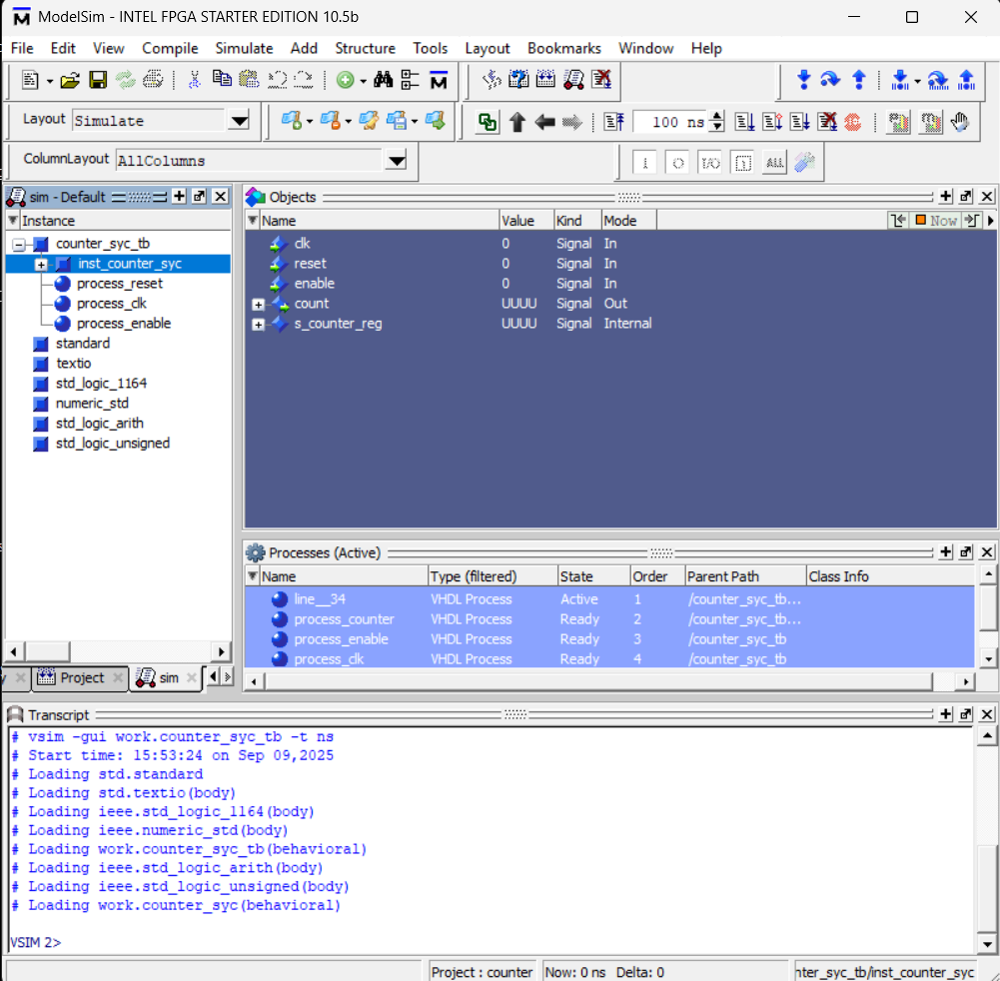 ModelSim - INTEL FPGA STARTER EDITION 10.5b
File Edit View Compile Simulate Add Structure Tools Layout Bookmarks Window Help
Layout Simulate
100 ns
ColumnLayout AllColumns
I O I/O ALL
sim - Default
Instance
counter_syc_tb
inst_counter_syc
process_reset
process_clk
process_enable
standard
textio
std_logic_1164
numeric_std
std_logic_arith
std_logic_unsigned
Project sim
Objects
Name Value Kind Mode Now
clk 0 Signal In
reset 0 Signal In
enable 0 Signal In
count UUUU Signal Out
s_counter_reg UUUU Signal Internal
Processes (Active)
Name Type (filtered) State Order Parent Path Class Info
line__34 VHDL Process Active 1 /counter_syc_tb...
process_counter VHDL Process Ready 2 /counter_syc_tb...
process_enable VHDL Process Ready 3 /counter_syc_tb
process_clk VHDL Process Ready 4 /counter_syc_tb
Transcript
# vsim -gui work.counter_syc_tb -t ns
# Start time: 15:53:24 on Sep 09,2025
# Loading std.standard
# Loading std.textio(body)
# Loading ieee.std_logic_1164(body)
# Loading ieee.numeric_std(body)
# Loading work.counter_syc_tb(behavioral)
# Loading ieee.std_logic_arith(body)
# Loading ieee.std_logic_unsigned(body)
# Loading work.counter_syc(behavioral)
VSIM 2>
Project : counter Now: 0 ns Delta: 0 nter_syc_tb/inst_counter_syc